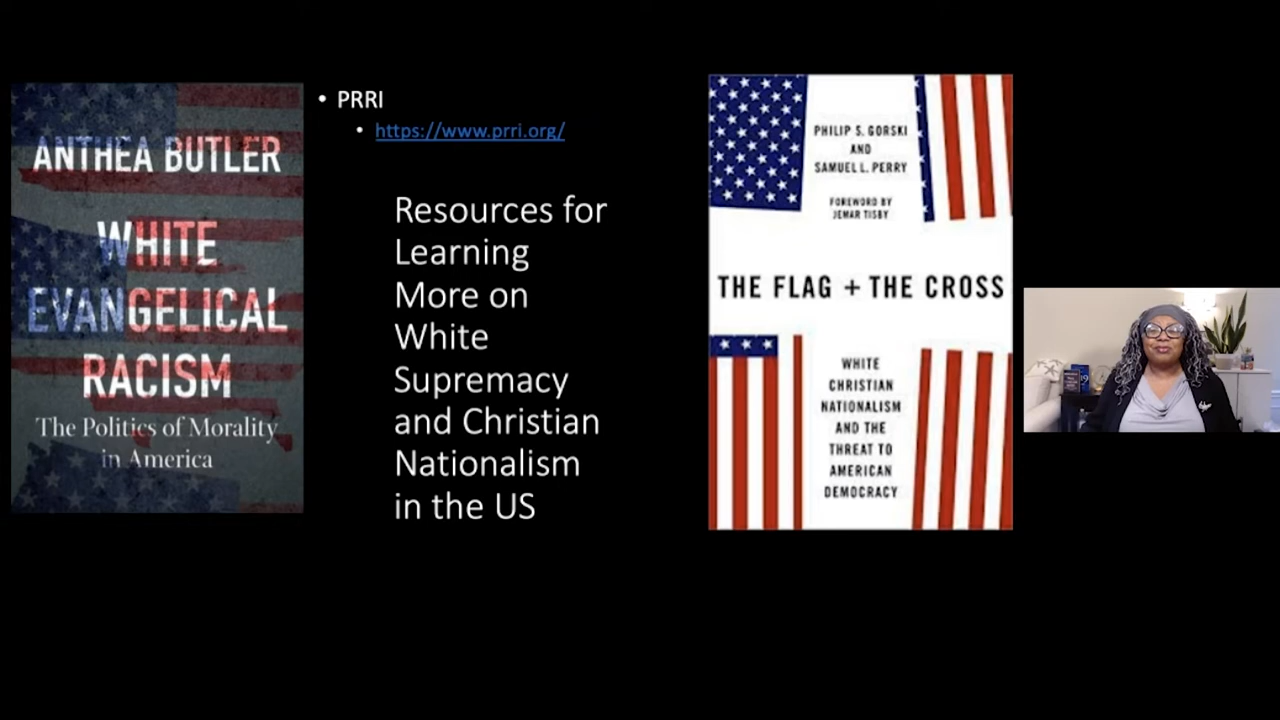 ANTHEA BUTLER
WHITE
EVANGELICAL
RACISM
The Politics of Morality
in America
• PRRI
• https://www.prri.org/
Resources for
Learning
More on
White
Supremacy
and Christian
Nationalism
in the US
PHILIP S. GORSKI
AND
SAMUEL L. PERRY
FOREWORD BY
JEMAR TISBY
THE FLAG + THE CROSS
WHITE
CHRISTIAN
NATIONALISM
AND THE
THREAT TO
AMERICAN
DEMOCRACY